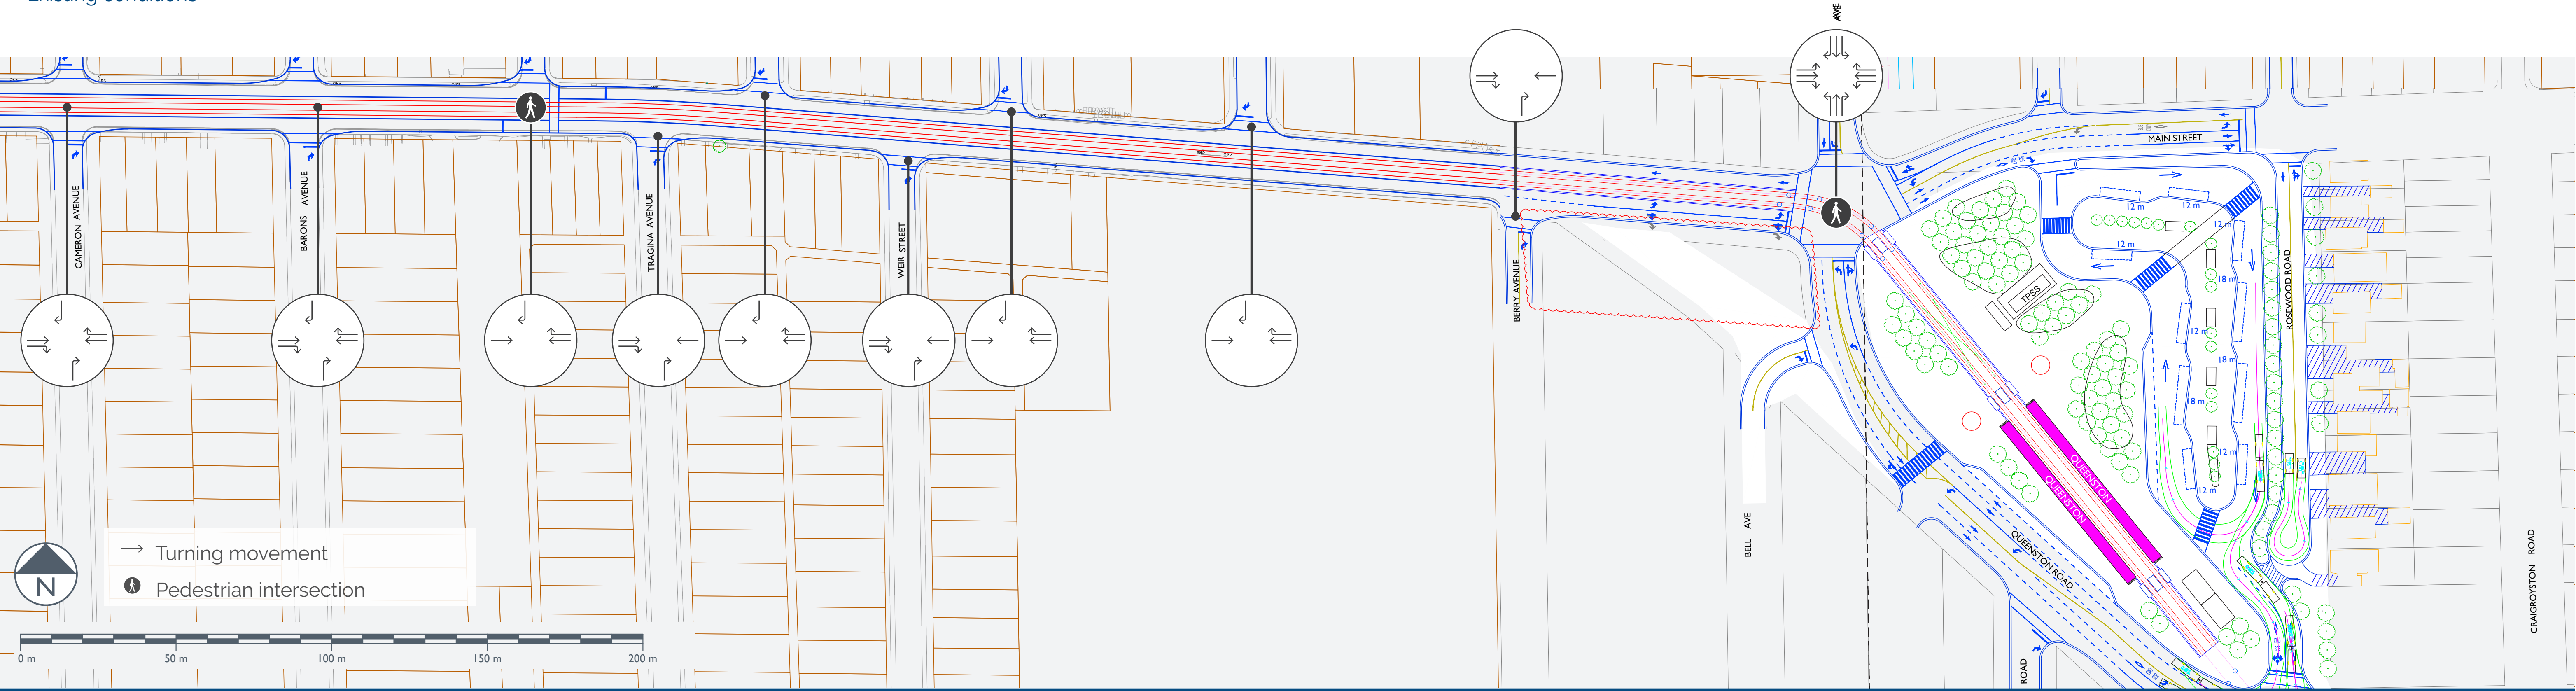 Existing conditions
AVE
MAIN STREET
CAMERON AVENUE
BARONS AVENUE
TRAGINA AVENUE
WEIR STREET
BERRY AVENUE
BELL AVE
ROSEWOOD ROAD
12 m
12 m
12 m
12 m
18 m
TPSS
12 m
18 m
18 m
12 m
12 m
QUEENSTON
QUEENSTON
QUEENSTON ROAD
CRAIGROYSTON ROAD
ROAD
N
Turning movement
Pedestrian intersection
0 m
50 m
100 m
150 m
200 m